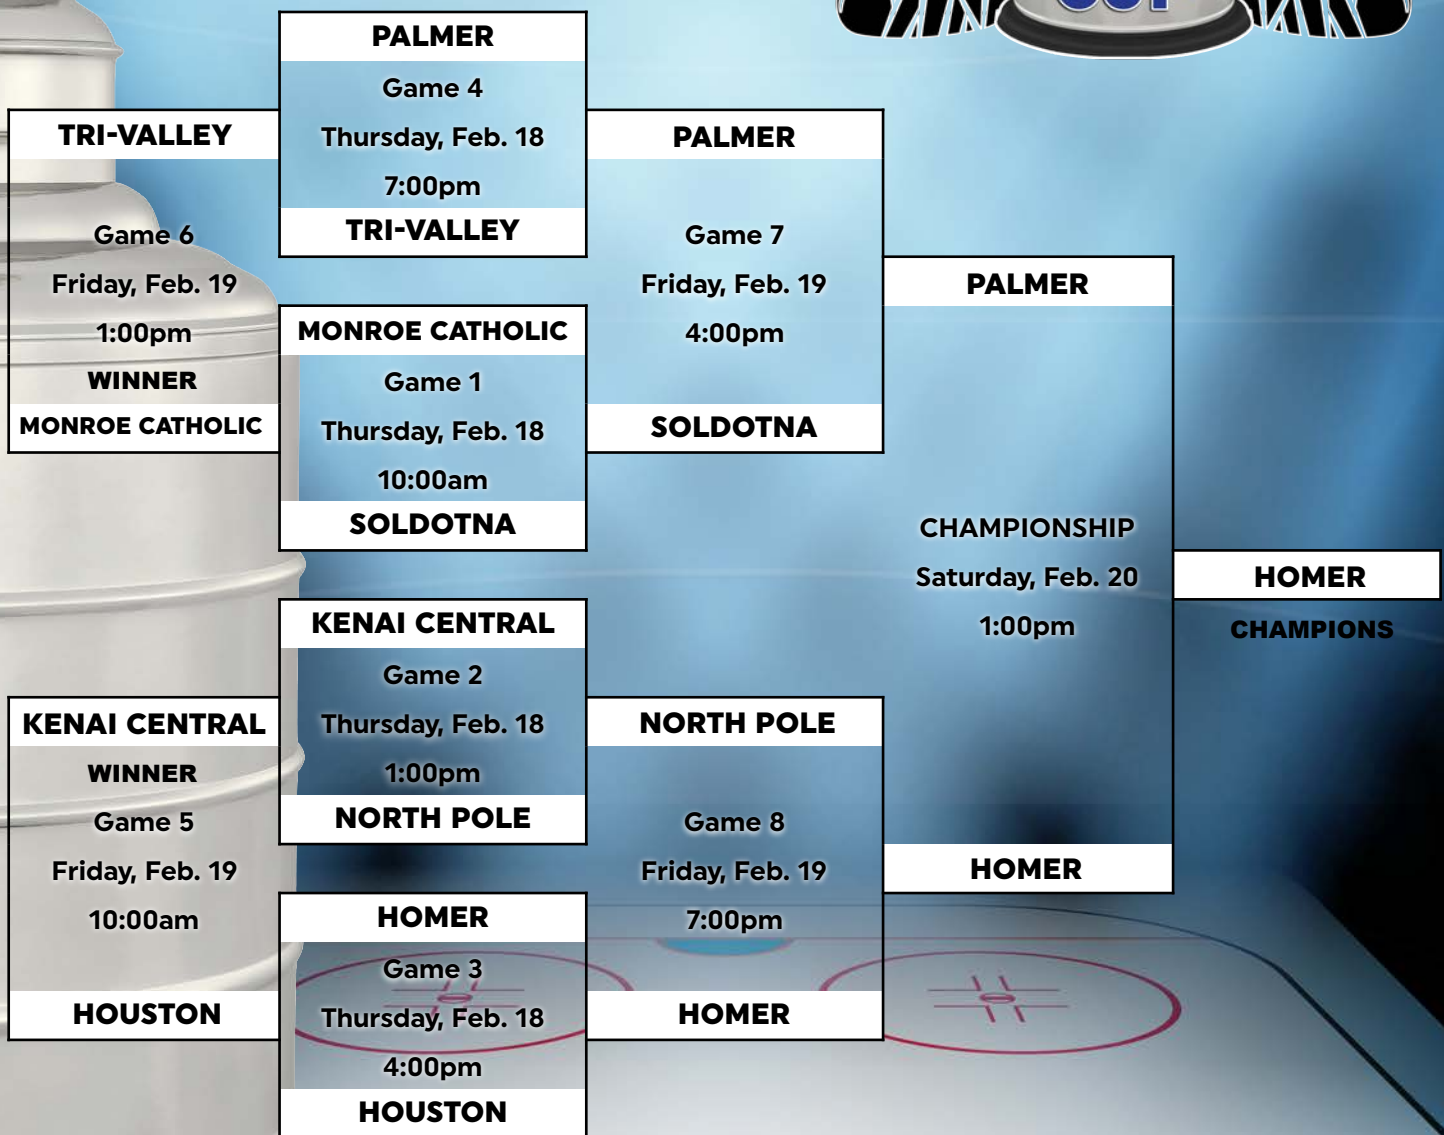 CUP
PALMER
Game 4
Thursday, Feb. 18
7:00pm
TRI-VALLEY
TRI-VALLEY
Game 6
Friday, Feb. 19
1:00pm
WINNER
MONROE CATHOLIC
MONROE CATHOLIC
Game 1
Thursday, Feb. 18
10:00am
SOLDOTNA
PALMER
Game 7
Friday, Feb. 19
4:00pm
SOLDOTNA
PALMER
CHAMPIONSHIP
Saturday, Feb. 20
1:00pm
HOMER
HOMER
CHAMPIONS
KENAI CENTRAL
Game 2
Thursday, Feb. 18
1:00pm
NORTH POLE
KENAI CENTRAL
WINNER
Game 5
Friday, Feb. 19
10:00am
HOUSTON
HOMER
Game 3
Thursday, Feb. 18
4:00pm
HOUSTON
NORTH POLE
Game 8
Friday, Feb. 19
7:00pm
HOMER